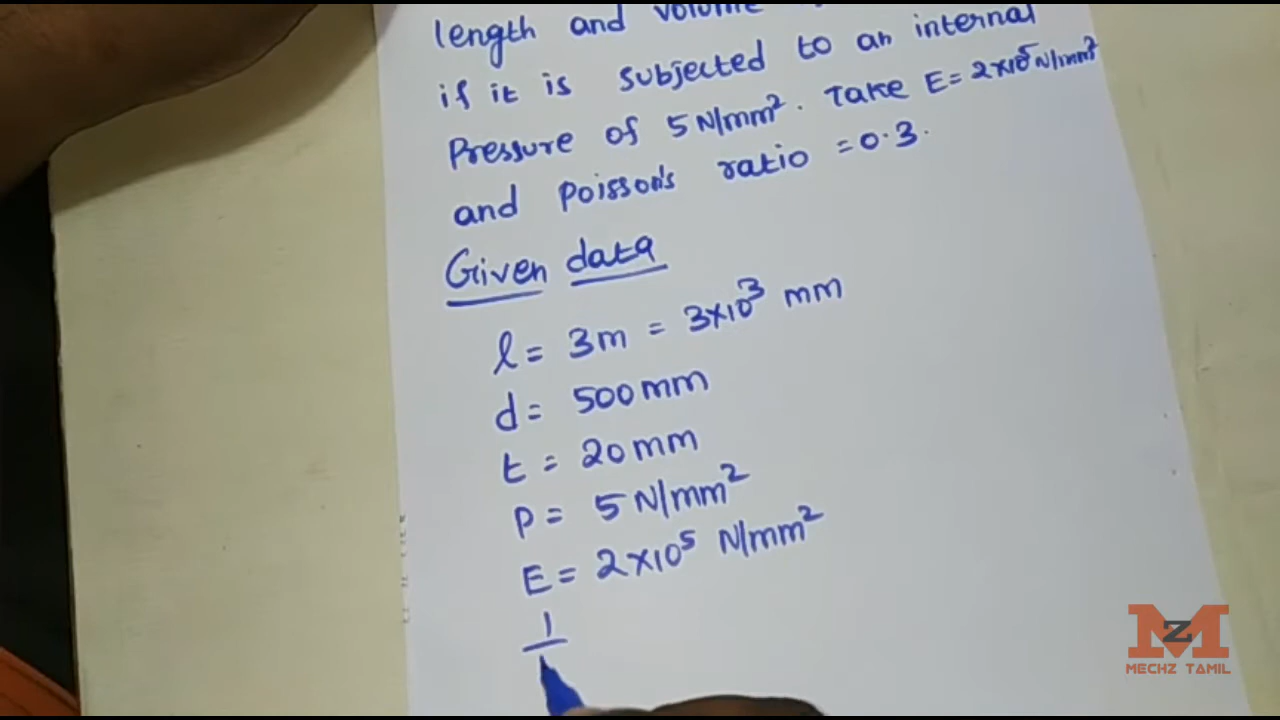 length and volume
if it is subjected to an internal
Pressure of 5 N/mm². Take E = 2×10⁵ N/mm²
and Poisson's ratio = 0.3.
Given data
l = 3m = 3×10³ mm
d = 500 mm
t = 20 mm
P = 5 N/mm²
E = 2×10⁵ N/mm²
1
MZ
MECHZ TAMIL